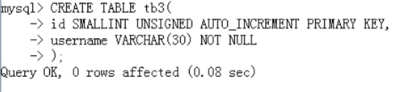 mysql> CREATE TABLE tb3(
    -> id SMALLINT UNSIGNED AUTO_INCREMENT PRIMARY KEY,
    -> username VARCHAR(30) NOT NULL
    -> );
Query OK, 0 rows affected (0.08 sec)